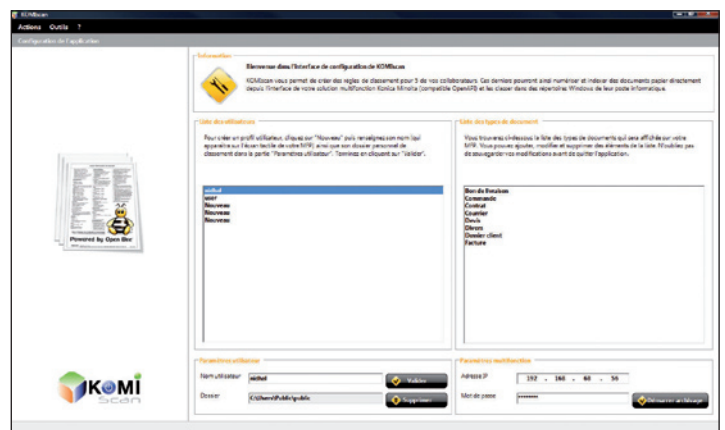 KOMIscan
Actions Outils ?
Configuration de l'application
Information
Bienvenue dans l'interface de configuration de KOMIscan
KOMIscan vous permet de créer des règles de classement pour 5 de vos collaborateurs. Ces derniers pourront ainsi numériser et indexer des documents papier directement
depuis l'interface de votre solution multifonction Konica Minolta (compatible OpenAPI) et les classer dans des répertoires Windows de leur poste informatique.
Liste des utilisateurs
Pour créer un profil utilisateur, cliquez sur "Nouveau" puis renseignez son nom (qui
apparaitra sur l'écran tactile de votre MFP) ainsi que son dossier personnel de
classement dans la partie "Paramètres utilisateur". Terminez en cliquant sur "Valider".
michel
user
Nouveau
Nouveau
Nouveau
Liste des types de document
Vous trouverez ci-dessous la liste des types de documents qui sera affichée sur votre
MFP. Vous pouvez ajouter, modifier et supprimer des éléments de la liste. N'oubliez pas
de sauvegarder vos modifications avant de quitter l'application.
Bon de livraison
Commande
Contrat
Courrier
Devis
Divers
Dossier client
Facture
Powered by Open Bee
KOMI
Scan
Paramètres utilisateur
Nom utilisateur michel Valider
Dossier C:\Users\Public\public Supprimer
Paramètres multifonction
Adresse IP 192 . 168 . 60 . 56
Mot de passe ******** Démarrer archivage